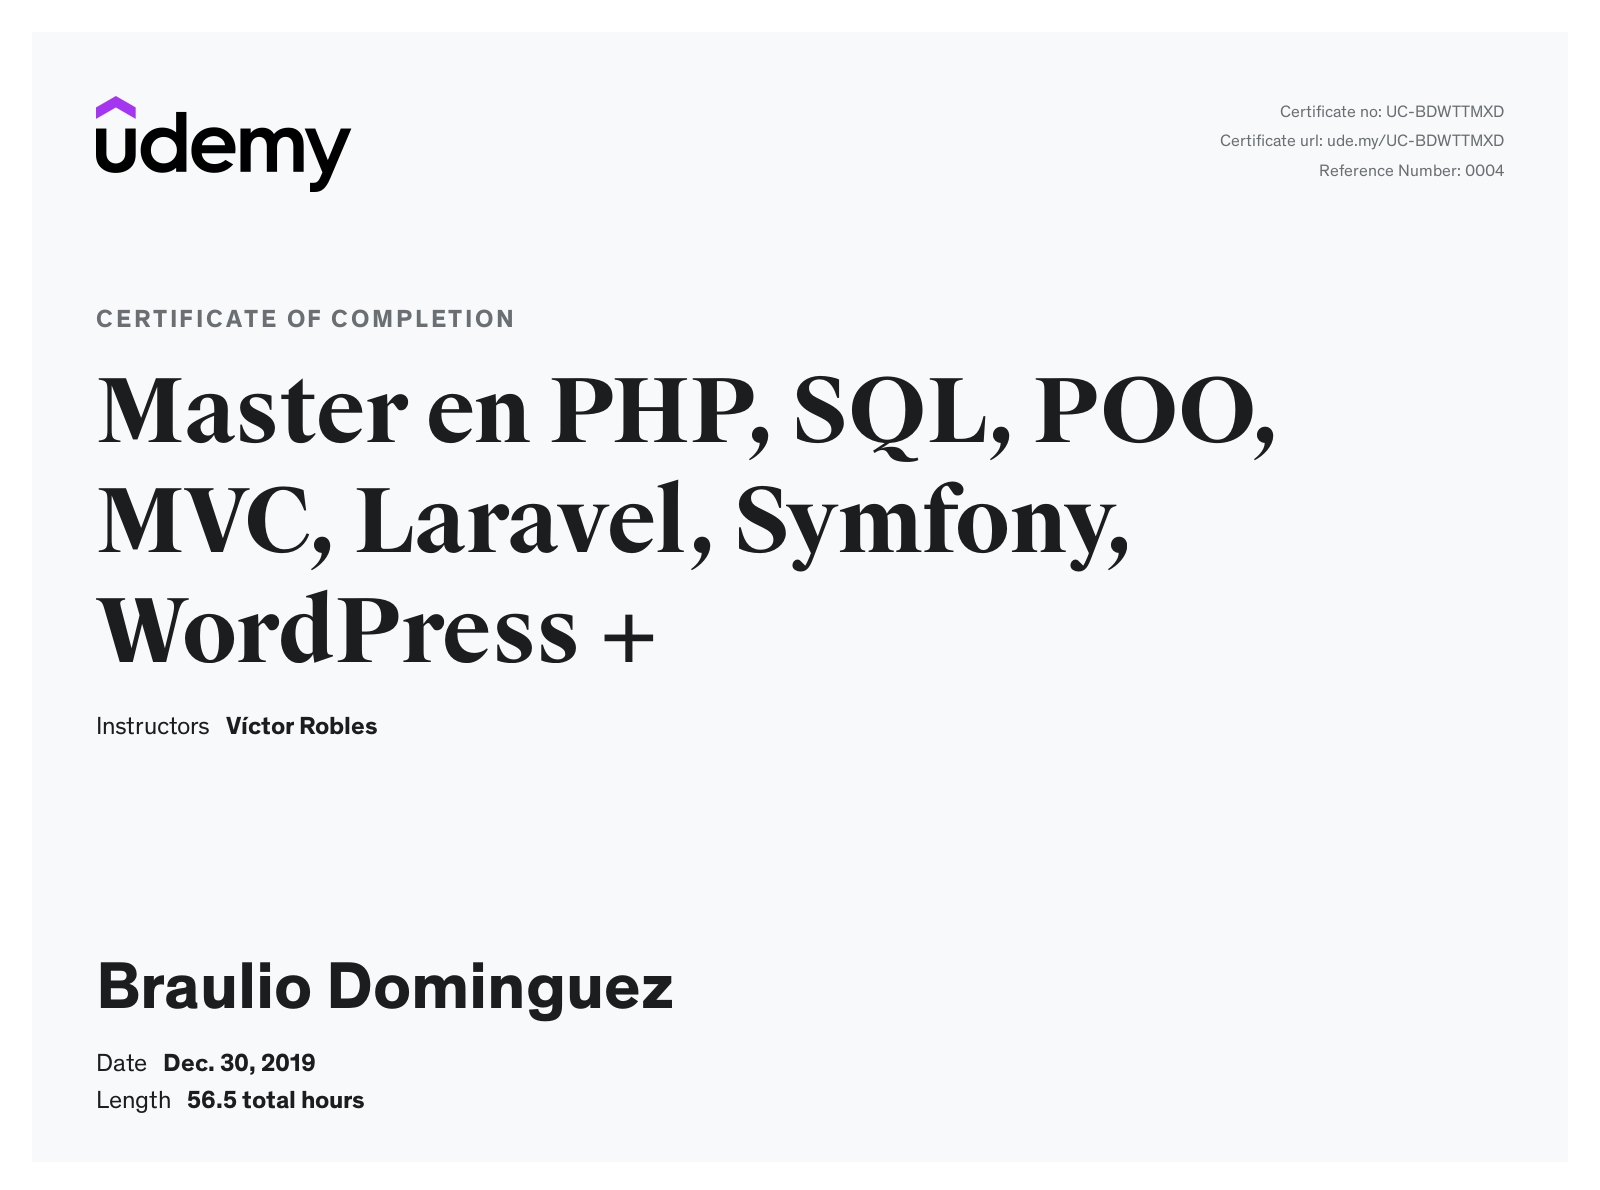 udemy
Certificate no: UC-BDWTTMXD
Certificate url: ude.my/UC-BDWTTMXD
Reference Number: 0004
CERTIFICATE OF COMPLETION
Master en PHP, SQL, POO,
MVC, Laravel, Symfony,
WordPress +
Instructors Víctor Robles
Braulio Dominguez
Date Dec. 30, 2019
Length 56.5 total hours